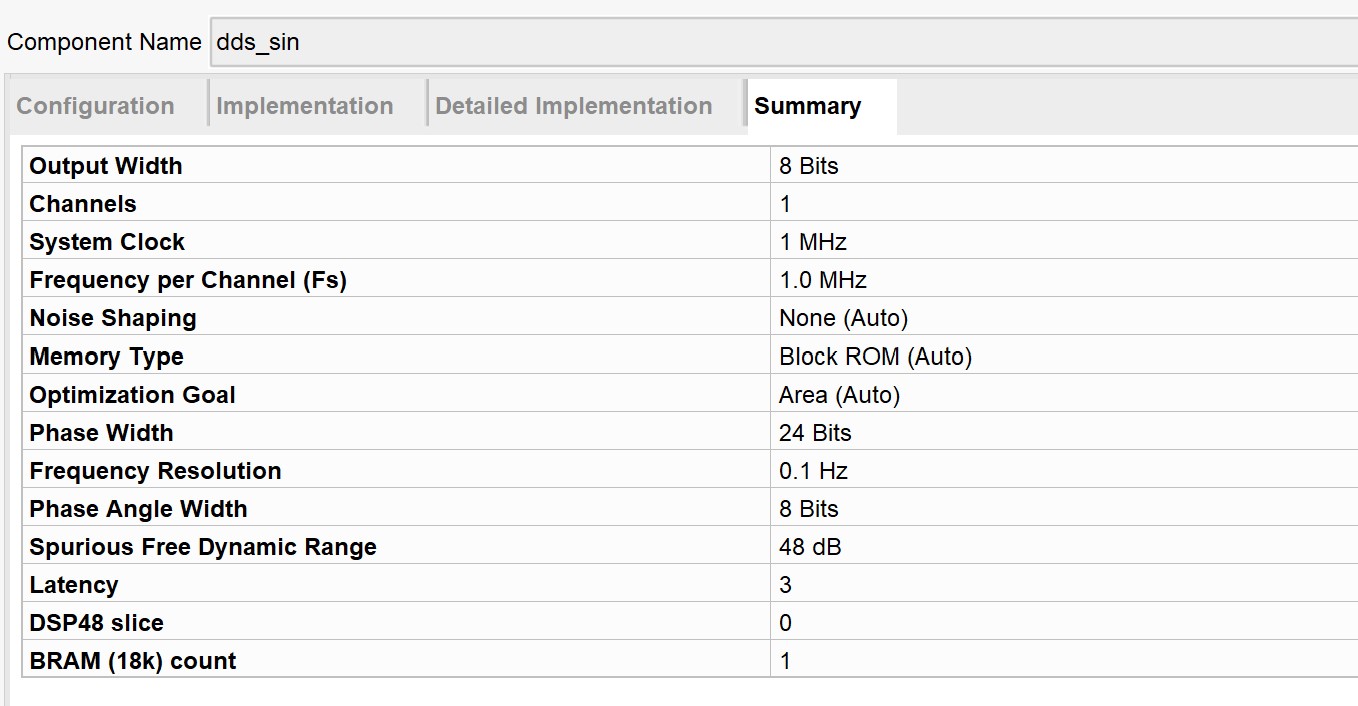 Component Name dds_sin
Configuration Implementation Detailed Implementation Summary
Output Width 8 Bits
Channels 1
System Clock 1 MHz
Frequency per Channel (Fs) 1.0 MHz
Noise Shaping None (Auto)
Memory Type Block ROM (Auto)
Optimization Goal Area (Auto)
Phase Width 24 Bits
Frequency Resolution 0.1 Hz
Phase Angle Width 8 Bits
Spurious Free Dynamic Range 48 dB
Latency 3
DSP48 slice 0
BRAM (18k) count 1